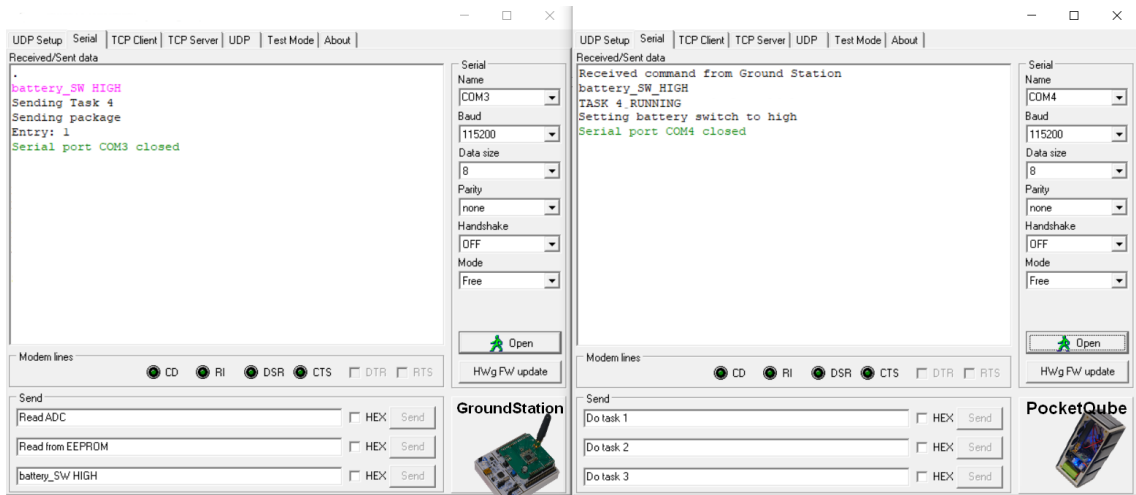 UDP Setup Serial TCP Client TCP Server UDP Test Mode About
Received/Sent data
.
battery_SW HIGH
Sending Task 4
Sending package
Entry: 1
Serial port COM3 closed
Serial
Name
COM3
Baud
115200
Data size
8
Parity
none
Handshake
OFF
Mode
Free
Open
HWg FW update
Modem lines
CD RI DSR CTS DTR RTS
Send
Read ADC HEX Send
Read from EEPROM HEX Send
battery_SW HIGH HEX Send
GroundStation
UDP Setup Serial TCP Client TCP Server UDP Test Mode About
Received/Sent data
Received command from Ground Station
battery_SW_HIGH
TASK 4 RUNNING
Setting battery switch to high
Serial port COM4 closed
Serial
Name
COM4
Baud
115200
Data size
8
Parity
none
Handshake
OFF
Mode
Free
Open
HWg FW update
Modem lines
CD RI DSR CTS DTR RTS
Send
Do task 1 HEX Send
Do task 2 HEX Send
Do task 3 HEX Send
PocketQube